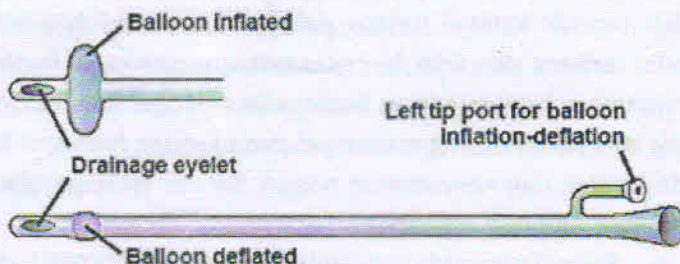 Balloon Inflated
Left tip port for balloon
inflation-deflation
Drainage eyelet
Balloon deflated